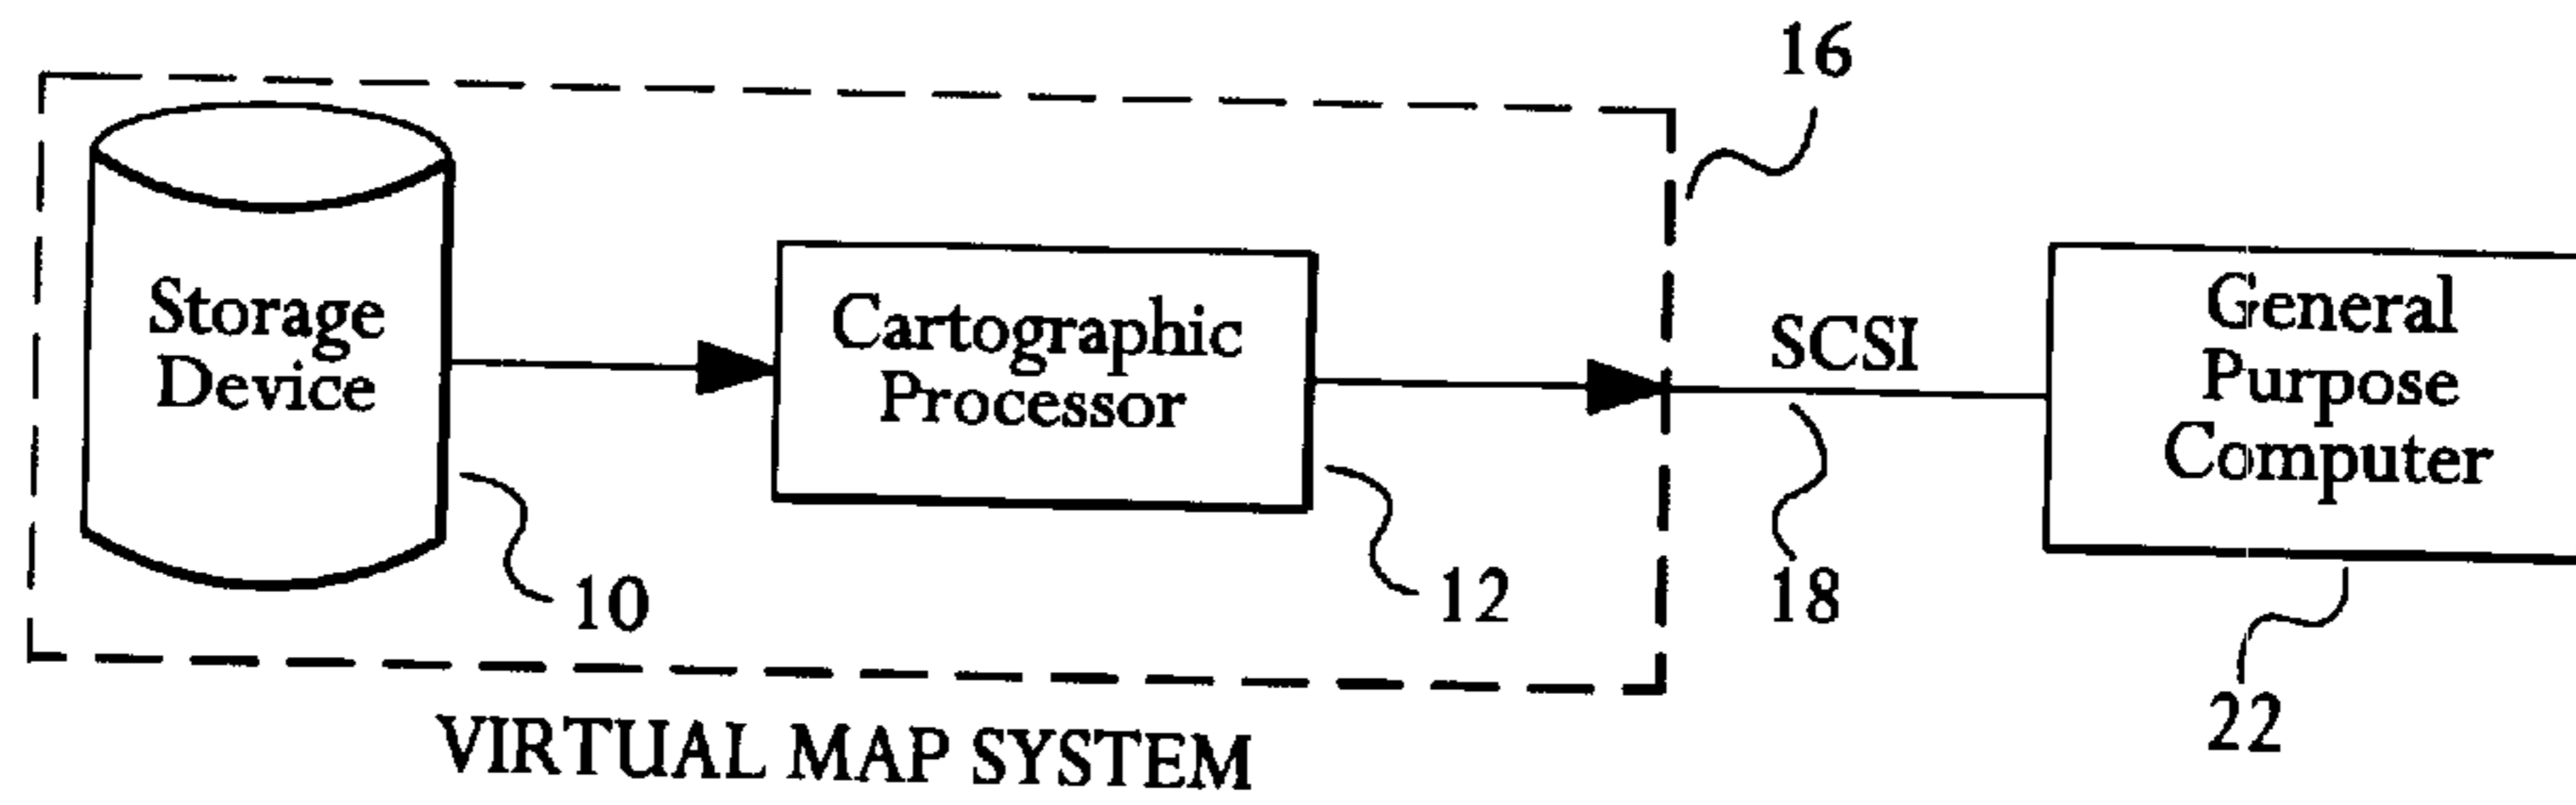 16
Storage
Device
Cartographic
Processor
SCSI
General
Purpose
Computer
10
12
18
22
VIRTUAL MAP SYSTEM